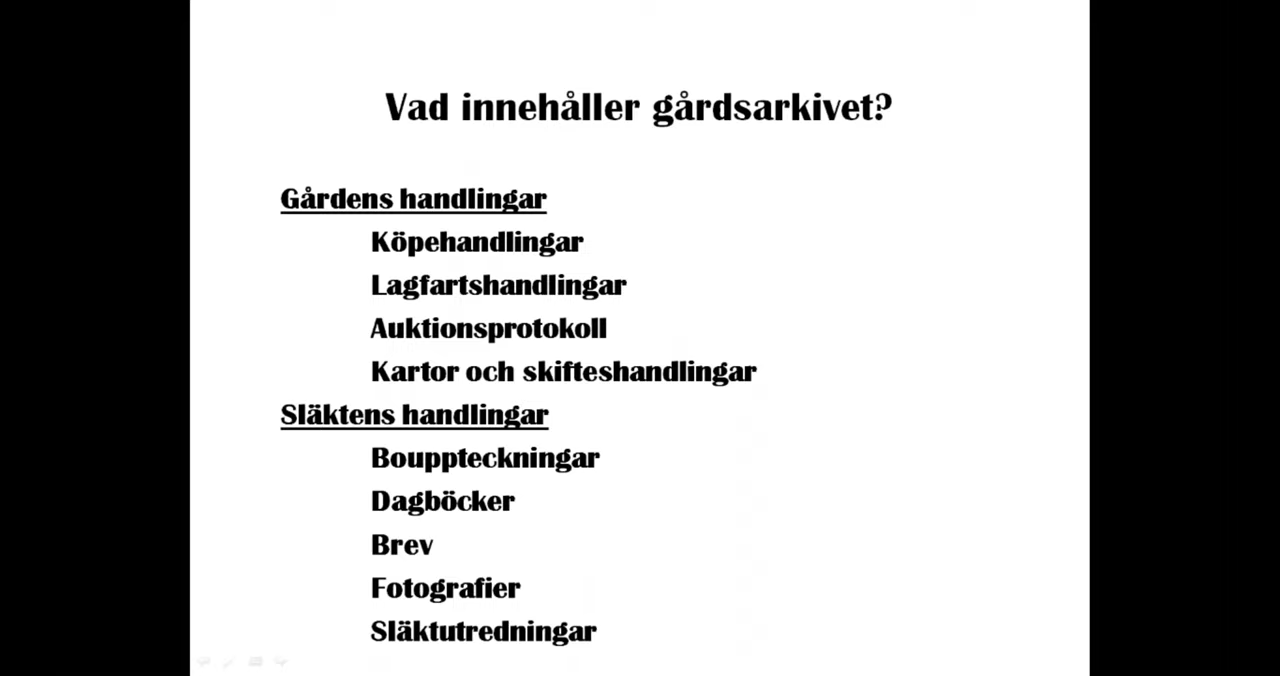 Vad innehåller gårdsarkivet?
Gårdens handlingar
Köpehandlingar
Lagfartshandlingar
Auktionsprotokoll
Kartor och skifteshandlingar
Släktens handlingar
Bouppteckningar
Dagböcker
Brev
Fotografier
Släktutredningar